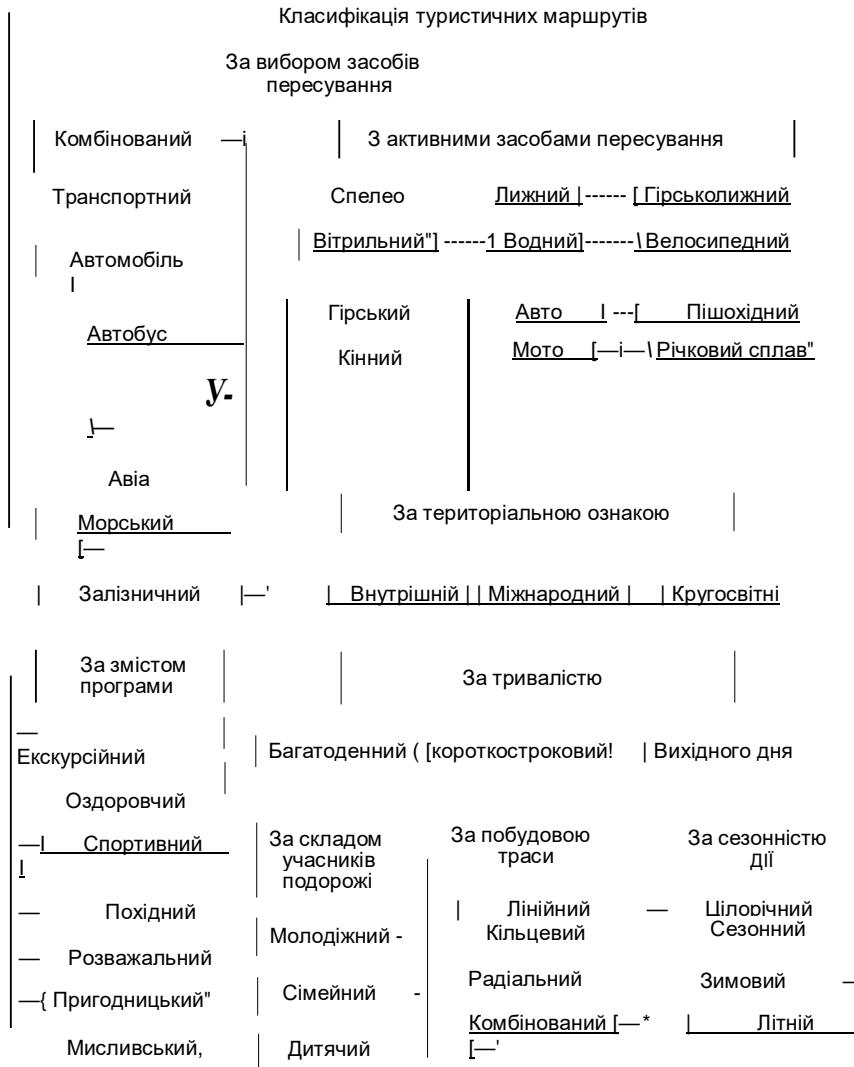 Класифікація туристичних маршрутів
За вибором засобів
пересування
Комбінований —і
З активними засобами пересування
Транспортний
Спелео Лижний | ------ [ Гірськолижний
Вітрильний"] ------1 Водний]-------\ Велосипедний
Автомобіль
І
Гірський Авто І ---[ Пішохідний
Автобус
Кінний Мото [—і—\ Річковий сплав"
У-
\—
Авіа
Морський
[—
За територіальною ознакою
| Залізничний |—'
| Внутрішній | | Міжнародний | | Кругосвітні
За змістом
програми
За тривалістю
—
Екскурсійний
Багатоденний ( [короткостроковий! | Вихідного дня
Оздоровчий
—І Спортивний
І
— Похідний
— Розважальний
—{ Пригодницький"
Мисливський,
За складом
учасників
подорожі
Молодіжний -
Сімейний -
Дитячий
За побудовою
траси
| Лінійний —
Кільцевий
Радіальний
Комбінований [—*
[—'
За сезонністю
дії
Цілорічний
Сезонний
Зимовий –
| Літній